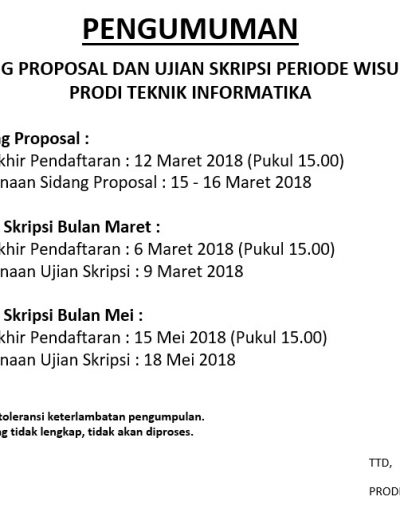 PENGUMUMAN
G PROPOSAL DAN UJIAN SKRIPSI PERIODE WISU
PRODI TEKNIK INFORMATIKA
ng Proposal :
khir Pendaftaran : 12 Maret 2018 (Pukul 15.00)
naan Sidang Proposal : 15 - 16 Maret 2018
Skripsi Bulan Maret :
khir Pendaftaran : 6 Maret 2018 (Pukul 15.00)
naan Ujian Skripsi : 9 Maret 2018
Skripsi Bulan Mei :
khir Pendaftaran : 15 Mei 2018 (Pukul 15.00)
naan Ujian Skripsi : 18 Mei 2018
toleransi keterlambatan pengumpulan.
g tidak lengkap, tidak akan diproses.
TTD,
PRODI